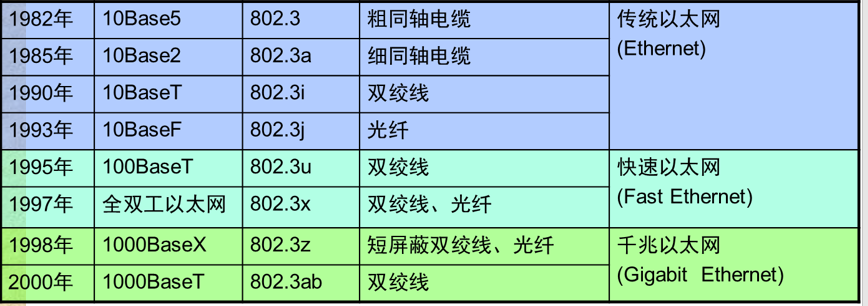 1982年 10Base5 802.3 粗同轴电缆 传统以太网
(Ethernet)
1985年 10Base2 802.3a 细同轴电缆
1990年 10BaseT 802.3i 双绞线
1993年 10BaseF 802.3j 光纤
1995年 100BaseT 802.3u 双绞线 快速以太网
(Fast Ethernet)
1997年 全双工以太网 802.3x 双绞线、光纤
1998年 1000BaseX 802.3z 短屏蔽双绞线、光纤 千兆以太网
(Gigabit Ethernet)
2000年 1000BaseT 802.3ab 双绞线